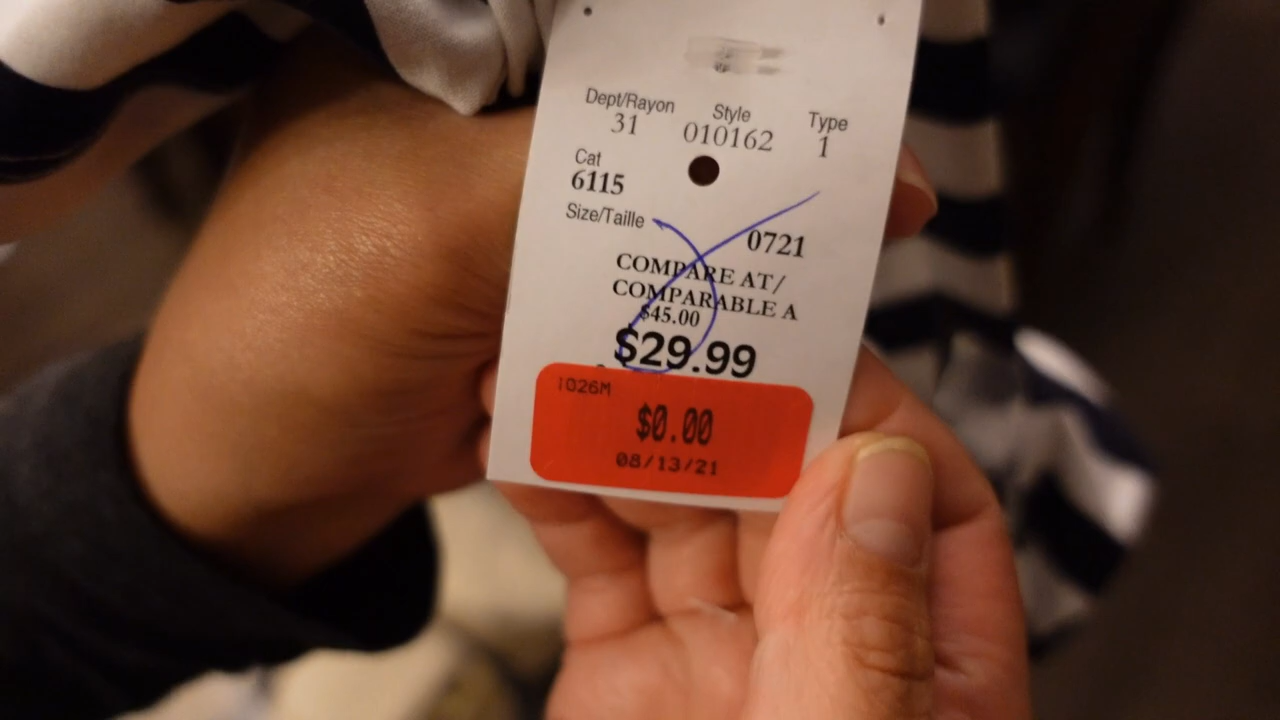 Dept/Rayon Style Type
31 010162 1
Cat
6115
Size/Taille
0721
COMPARE AT/
COMPARABLE A
$45.00
$29.99
1026M
$0.00
08/13/21